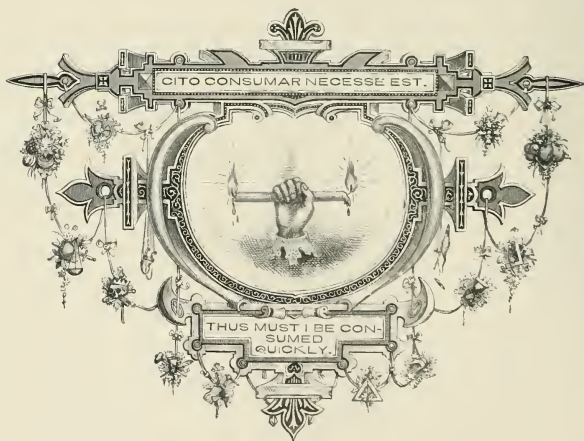 CITO CONSUMAR NECESSE EST.
THUS MUST I BE CON-
SUMED
QUICKLY.